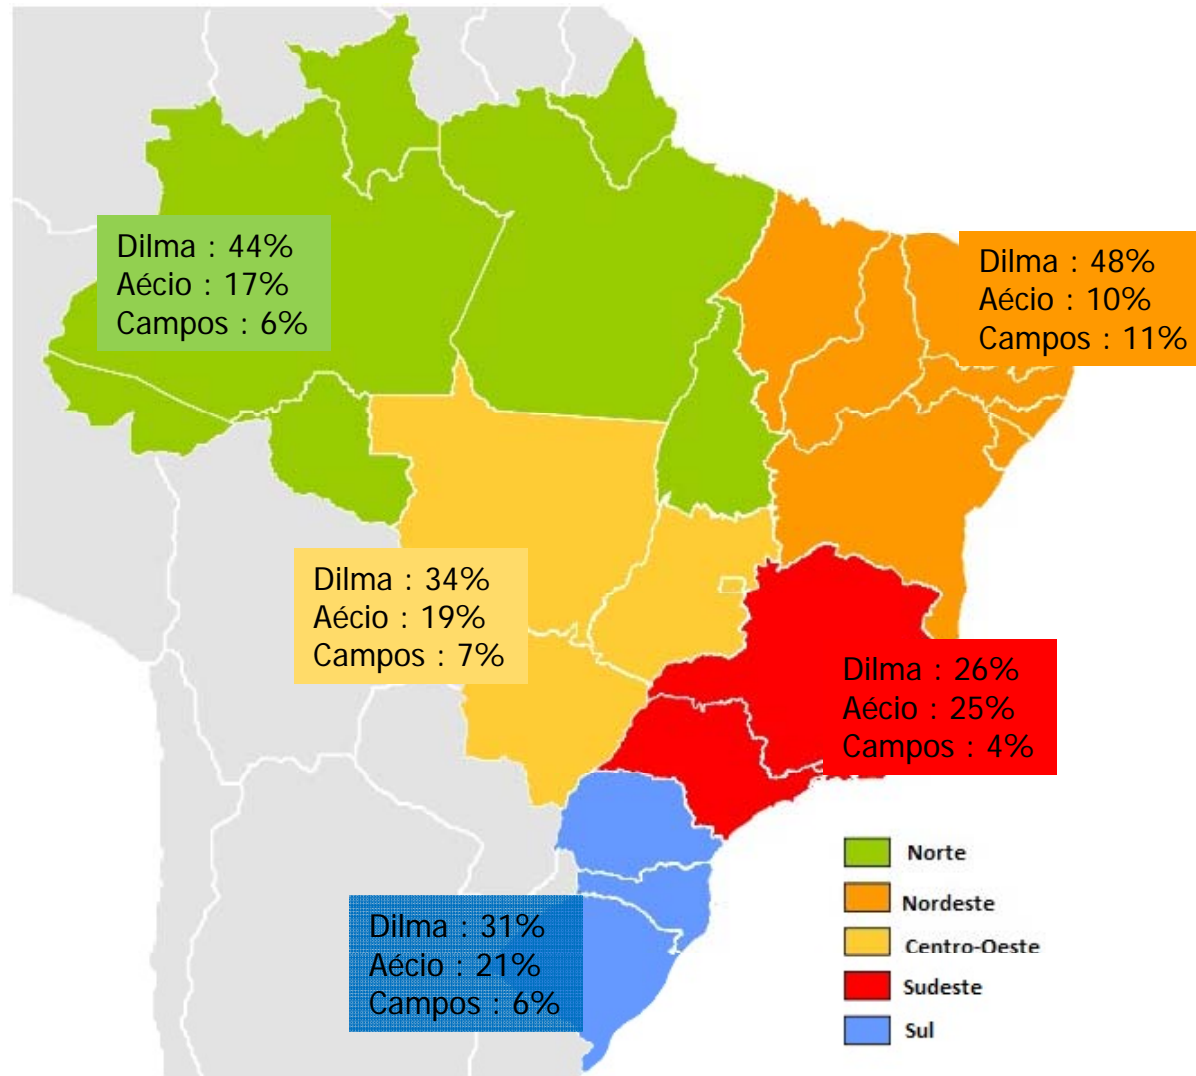 Dilma : 44%
Aécio : 17%
Campos : 6%
Dilma : 48%
Aécio : 10%
Campos : 11%
Dilma : 34%
Aécio : 19%
Campos : 7%
Dilma : 26%
Aécio : 25%
Campos : 4%
Dilma : 31%
Aécio : 21%
Campos : 6%
Norte
Nordeste
Centro-Oeste
Sudeste
Sul